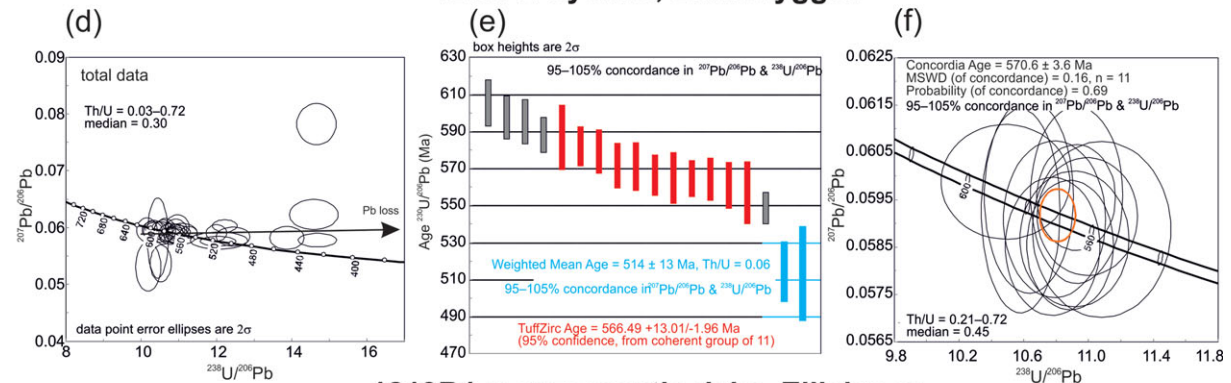 (d)
(e)
(f)
0.09
0.08
0.07
0.06
0.05
0.04
²⁰⁷Pb/²⁰⁶Pb
total data
Th/U = 0.03–0.72
median = 0.30
Pb loss
720
680
640
600
560
520
480
440
400
data point error ellipses are 2σ
8
10
12
14
16
²³⁸U/²⁰⁶Pb
630
610
590
570
550
530
510
490
470
Age ²³⁰U/²⁰⁶Pb (Ma)
box heights are 2σ
95–105% concordance in ²⁰⁷Pb/²⁰⁶Pb & ²³⁸U/²⁰⁶Pb
Weighted Mean Age = 514 ± 13 Ma, Th/U = 0.06
95–105% concordance in ²⁰⁷Pb/²⁰⁶Pb & ²³⁸U/²⁰⁶Pb
TuffZirc Age = 566.49 +13.01/-1.96 Ma
(95% confidence, from coherent group of 11)
0.0625
0.0605
0.0595
0.0585
0.0575
0.0565
²⁰⁷Pb/²⁰⁶Pb
Concordia Age = 570.6 ± 3.6 Ma
MSWD (of concordance) = 0.16, n = 11
Probability (of concordance) = 0.69
95–105% concordance in ²⁰⁷Pb/²⁰⁶Pb & ²³⁸U/²⁰⁶Pb
600
560
Th/U = 0.21–0.72
median = 0.45
9.8
10.2
10.6
11.0
11.4
11.8
²³⁸U/²⁰⁶Pb